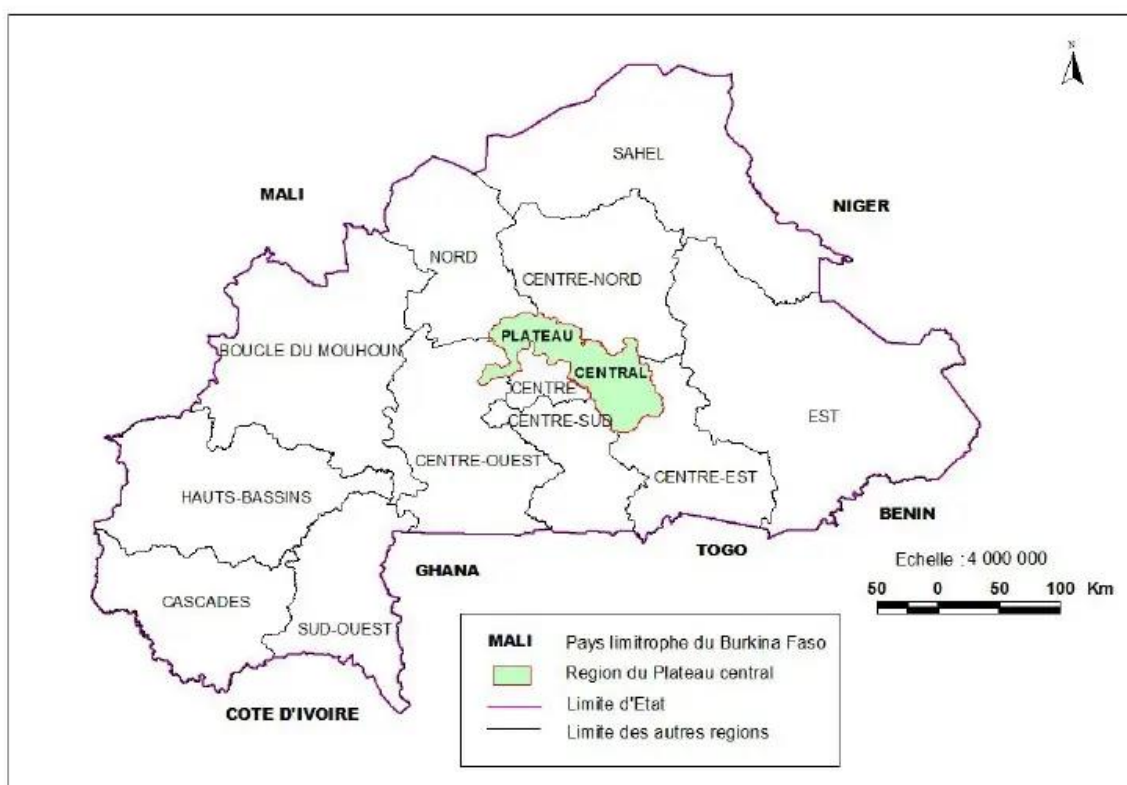 N
SAHEL
MALI
NIGER
NORD
CENTRE-NORD
PLATEAU
BOUCLE DU MOUHOUN
CENTRAL
CENTRE
EST
CENTRE-SUD
CENTRE-OUEST
CENTRE-EST
HAUTS-BASSINS
BENIN
TOGO
GHANA
Echelle :4 000 000
50 0 50 100 Km
CASCADES
SUD-OUEST
COTE D'IVOIRE
MALI Pays limitrophe du Burkina Faso
Region du Plateau central
Limite d'Etat
Limite des autres regions